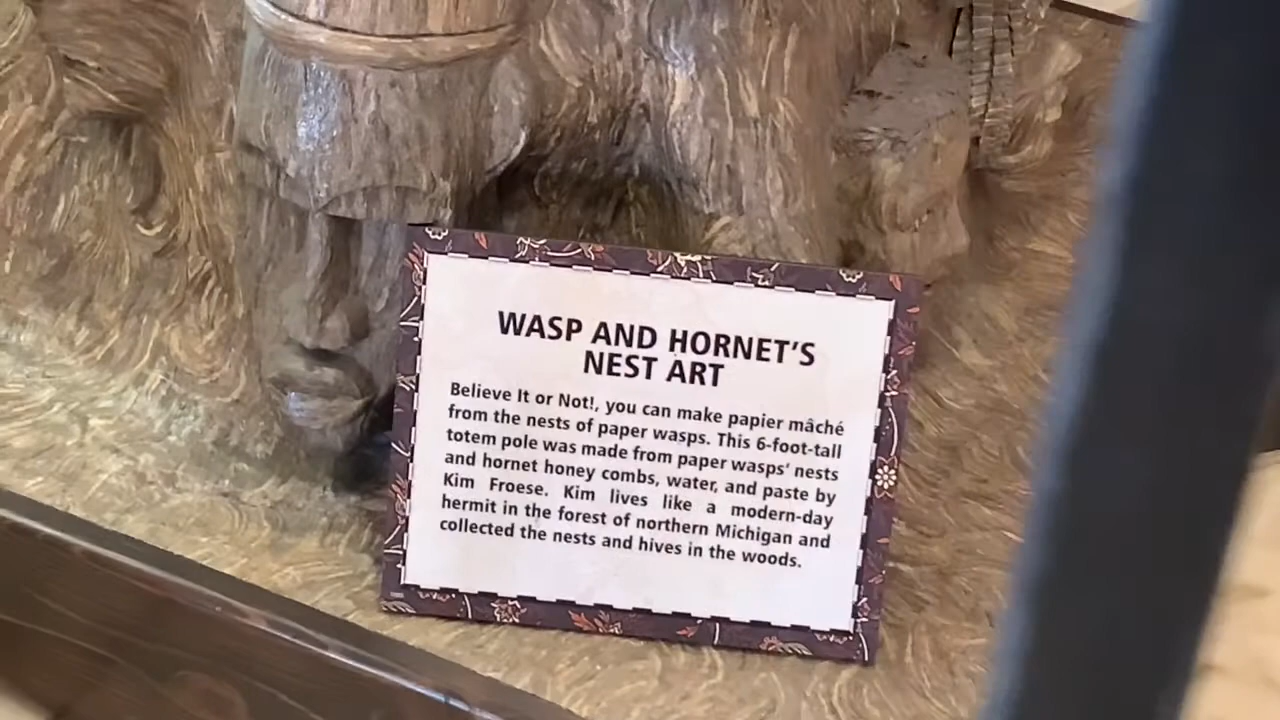 WASP AND HORNET'S
NEST ART
Believe It or Not!, you can make papier mâché
from the nests of paper wasps. This 6-foot-tall
totem pole was made from paper wasps' nests
and hornet honey combs, water, and paste by
Kim Froese. Kim lives like a modern-day
hermit in the forest of northern Michigan and
collected the nests and hives in the woods.